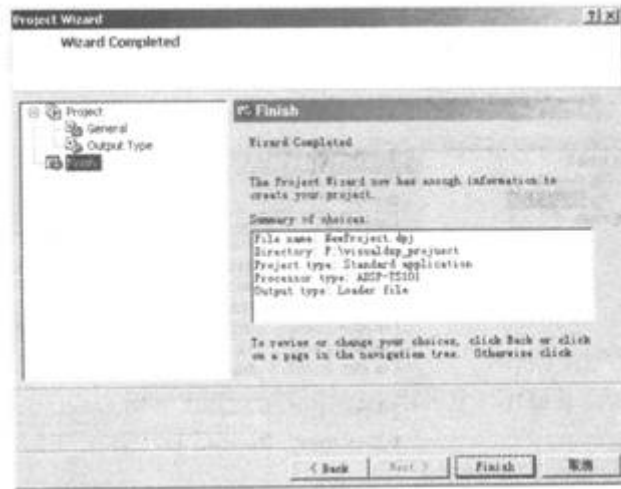 Project Wizard
Wizard Completed
Project
General
Output Type
Finish
Finish
Wizard Completed
The Project Wizard now has enough information to
create your project.
Summary of choices:
File name: NewProject.dpj
Directory: F:\visualdsp_projuect
Project type: Standard application
Processor type: ADSP-TS101
Output type: Loader file
To revise or change your choices, click Back or click
on a page in the navigation tree. Otherwise click
< Back
Next >
Finish
取消